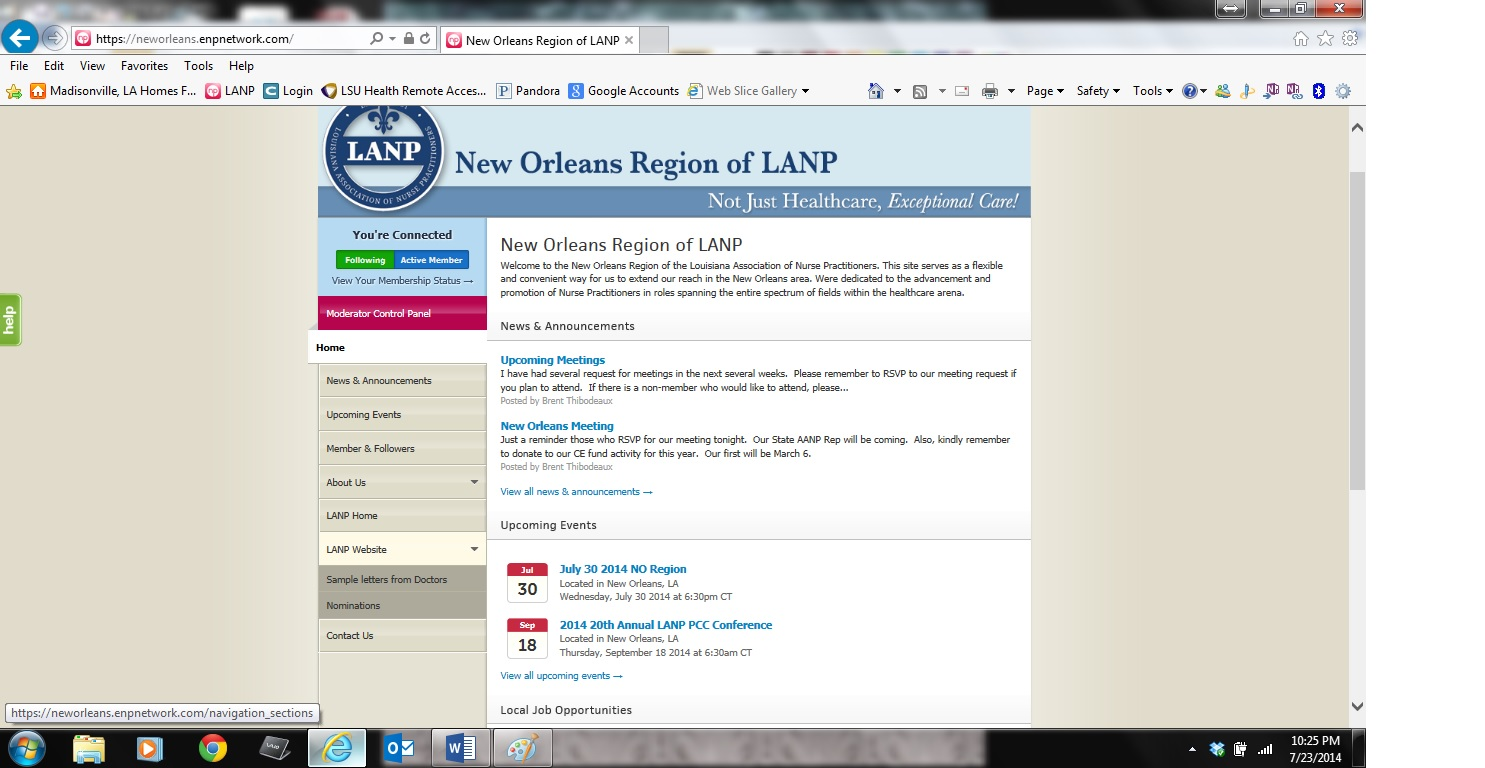 https://neworleans.enpnetwork.com/
New Orleans Region of LANP
File Edit View Favorites Tools Help
Madisonville, LA Homes F... LANP Login LSU Health Remote Acces... Pandora Google Accounts Web Slice Gallery Page Safety Tools
LANP
LOUISIANA ASSOCIATION OF NURSE PRACTITIONERS
New Orleans Region of LANP
Not Just Healthcare, Exceptional Care!
You're Connected
Following Active Member
View Your Membership Status →
Moderator Control Panel
help
Home
News & Announcements
Upcoming Events
Member & Followers
About Us
LANP Home
LANP Website
Sample letters from Doctors
Nominations
Contact Us
New Orleans Region of LANP
Welcome to the New Orleans Region of the Louisiana Association of Nurse Practitioners. This site serves as a flexible
and convenient way for us to extend our reach in the New Orleans area. Were dedicated to the advancement and
promotion of Nurse Practitioners in roles spanning the entire spectrum of fields within the healthcare arena.
News & Announcements
Upcoming Meetings
I have had several request for meetings in the next several weeks. Please remember to RSVP to our meeting request if
you plan to attend. If there is a non-member who would like to attend, please...
Posted by Brent Thibodeaux
New Orleans Meeting
Just a reminder those who RSVP for our meeting tonight. Our State AANP Rep will be coming. Also, kindly remember
to donate to our CE fund activity for this year. Our first will be March 6.
Posted by Brent Thibodeaux
View all news & announcements →
Upcoming Events
Jul
30
July 30 2014 NO Region
Located in New Orleans, LA
Wednesday, July 30 2014 at 6:30pm CT
Sep
18
2014 20th Annual LANP PCC Conference
Located in New Orleans, LA
Thursday, September 18 2014 at 6:30am CT
View all upcoming events →
Local Job Opportunities
https://neworleans.enpnetwork.com/navigation_sections
10:25 PM
7/23/2014